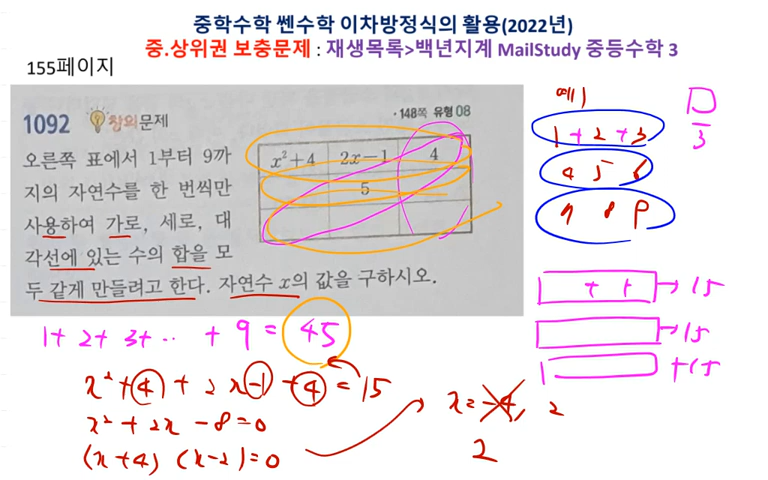 중학수학 쎈수학 이차방정식의 활용(2022년)
중.상위권 보충문제 : 재생목록>백년지계 MailStudy 중등수학 3
155페이지
1092 창의문제
• 148쪽 유형 08
오른쪽 표에서 1부터 9까
지의 자연수를 한 번씩만
사용하여 가로, 세로, 대
각선에 있는 수의 합을 모
두 같게 만들려고 한다. 자연수 x의 값을 구하시오.
x²+4 2x-1 4
5
예)
1+2+3
4 5 6
7 8 9
D/3
+ + → 15
→ 15
+15
1+2+3+ ·· +9=45
x²+4+2x-1+4=15
x²+2x-8=0
(x+4)(x-2)=0
x=-4, 2
2